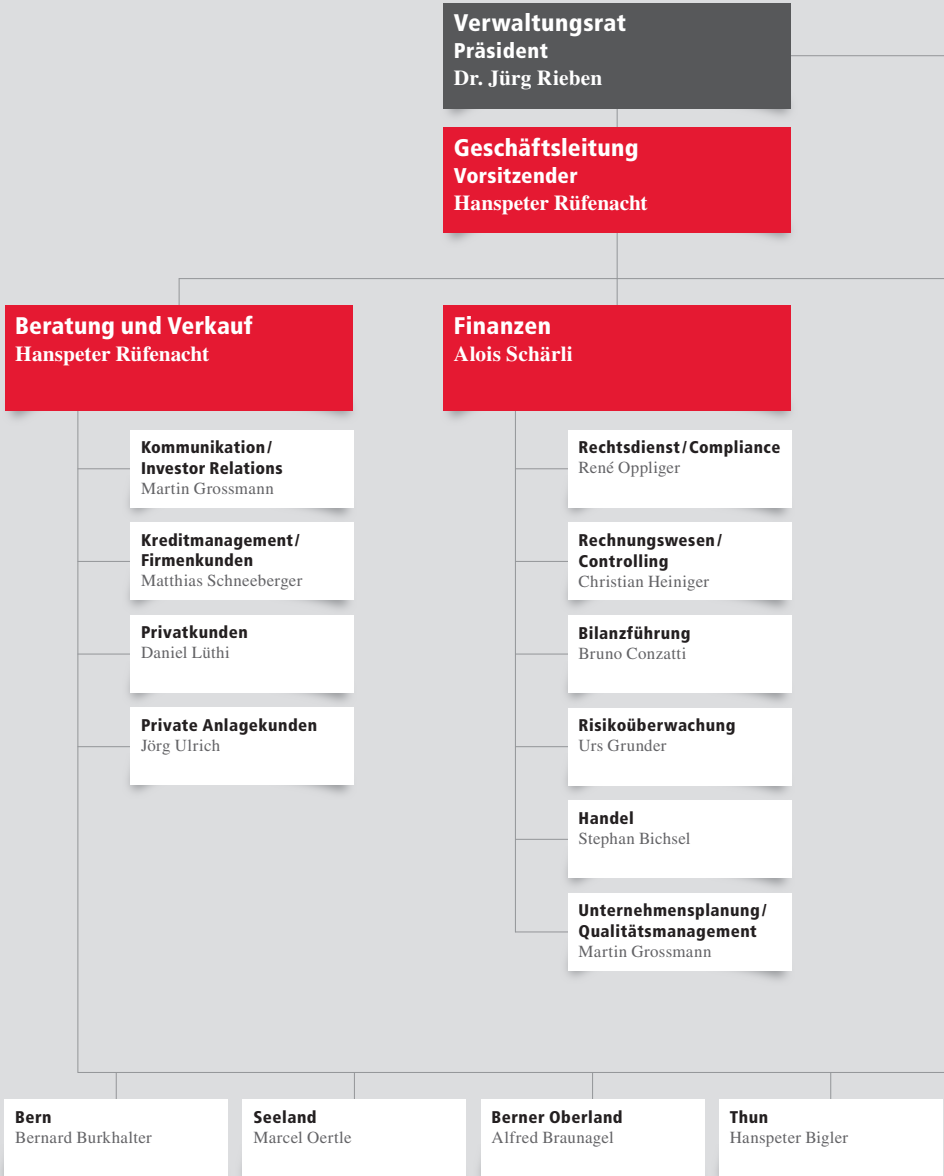 Verwaltungsrat
Präsident
Dr. Jürg Rieben
Geschäftsleitung
Vorsitzender
Hanspeter Rüfenacht
Beratung und Verkauf
Hanspeter Rüfenacht
Kommunikation/
Investor Relations
Martin Grossmann
Kreditmanagement/
Firmenkunden
Matthias Schneeberger
Privatkunden
Daniel Lüthi
Private Anlagekunden
Jörg Ulrich
Finanzen
Alois Schärli
Rechtsdienst/Compliance
René Oppliger
Rechnungswesen/
Controlling
Christian Heiniger
Bilanzführung
Bruno Conzatti
Risikoüberwachung
Urs Grunder
Handel
Stephan Bichsel
Unternehmensplanung/
Qualitätsmanagement
Martin Grossmann
Bern
Bernard Burkhalter
Seeland
Marcel Oertle
Berner Oberland
Alfred Braunagel
Thun
Hanspeter Bigler